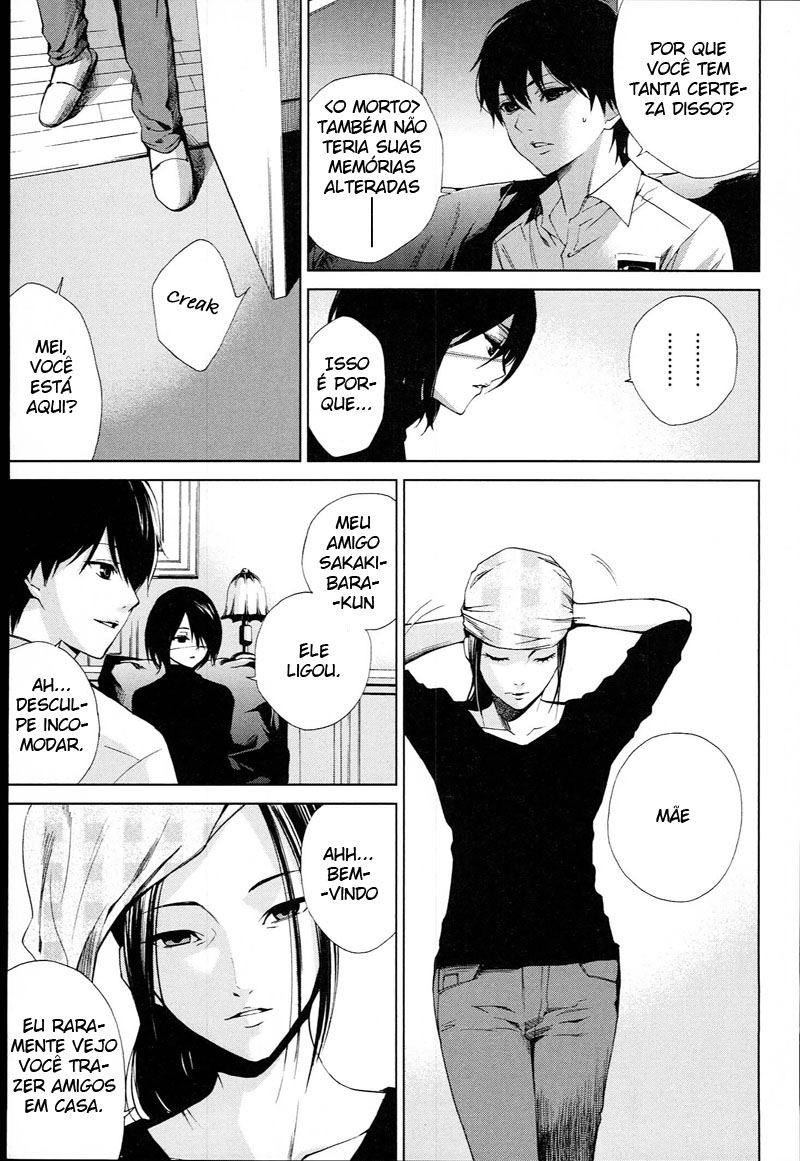 POR QUE
VOCÊ TEM
TANTA CERTE-
ZA DISSO?
<O MORTO>
TAMBÉM NÃO
TERIA SUAS
MEMÓRIAS
ALTERADAS
ISSO
É POR-
QUE...
creak
MEI,
VOCÊ
ESTÁ
AQUI?
MÃE
MEU
AMIGO
SAKAKI-
BARA-
-KUN
ELE
LIGOU.
AH...
DESCUL-
PE INCO-
MODAR.
AHH...
BEM-
-VINDO
EU RARA-
MENTE VEJO
VOCÊ TRA-
ZER AMIGOS
EM CASA.